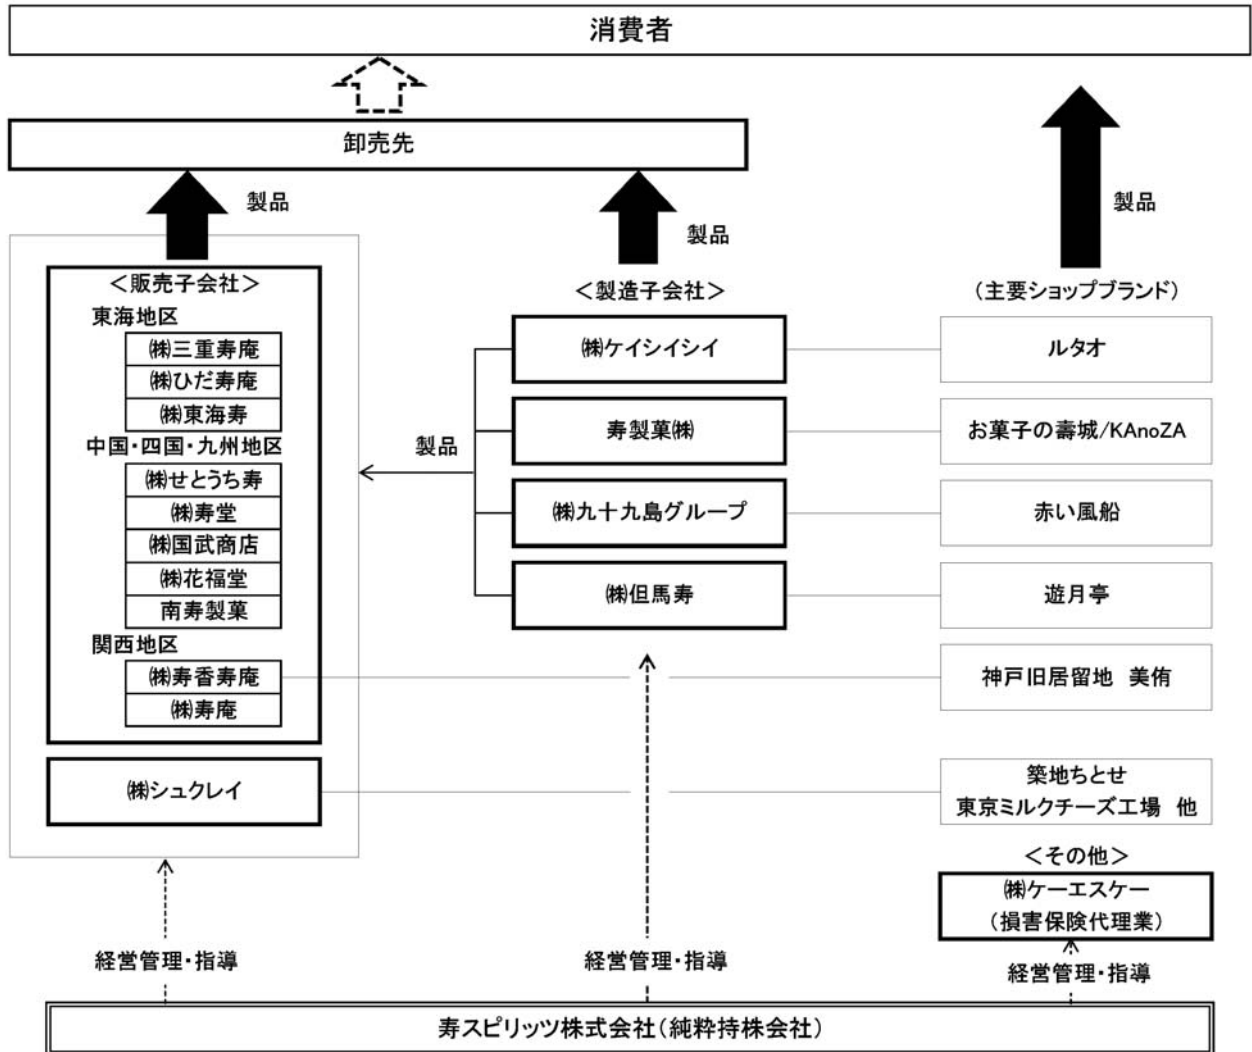 消費者
卸売先
製品
製品
製品
＜販売子会社＞
東海地区
㈱三重寿庵
㈱ひだ寿庵
㈱東海寿
中国・四国・九州地区
㈱せとうち寿
㈱寿堂
㈱国武商店
㈱花福堂
南寿製菓
関西地区
㈱寿香寿庵
㈱寿庵
㈱シュクレイ
製品
＜製造子会社＞
㈱ケイシイシイ
寿製菓㈱
㈱九十九島グループ
㈱但馬寿
（主要ショップブランド）
ルタオ
お菓子の壽城/KAnoZA
赤い風船
遊月亭
神戸旧居留地　美侑
築地ちとせ
東京ミルクチーズ工場　他
＜その他＞
㈱ケーエスケー
（損害保険代理業）
経営管理・指導
経営管理・指導
経営管理・指導
寿スピリッツ株式会社（純粋持株会社）